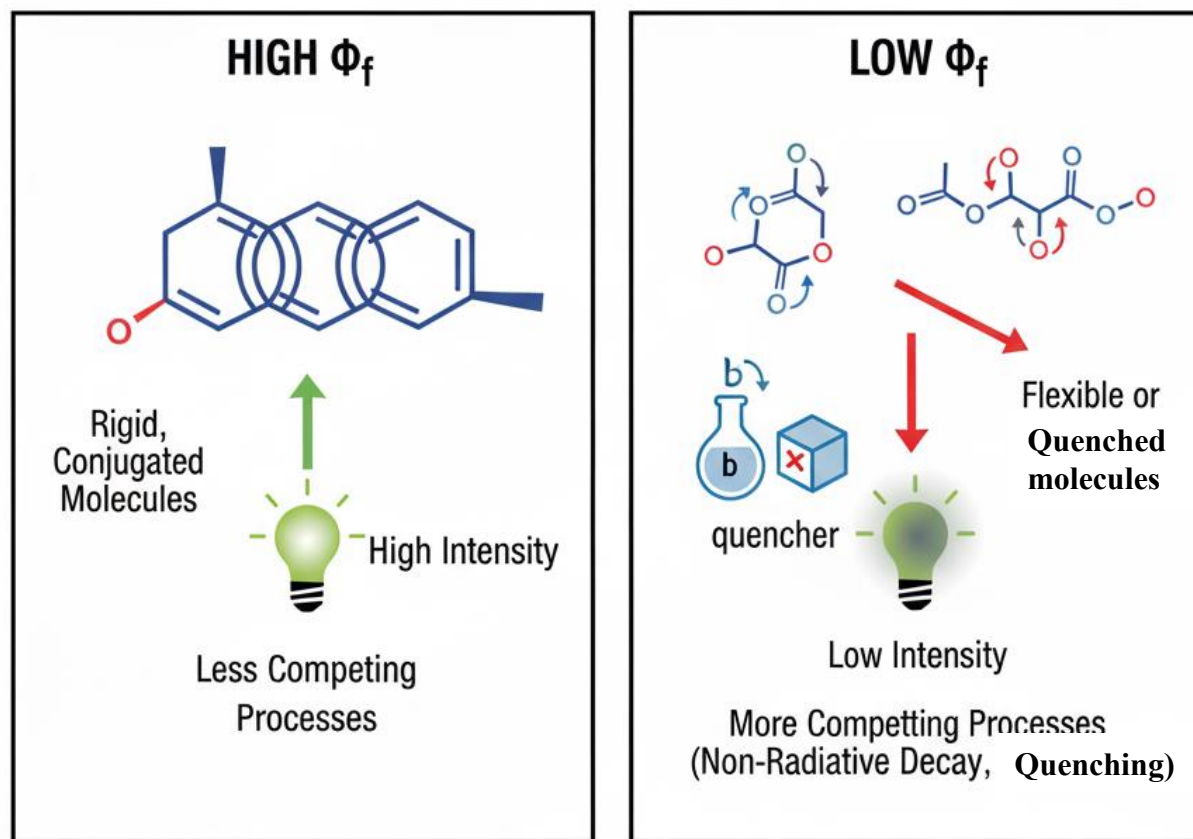 HIGH Φf
O
Rigid,
Conjugated
Molecules
High Intensity
Less Competing
Processes
LOW Φf
O
O
O
O
O
O
O
O
O
O
O
O
b
b
x
quencher
Flexible or
Quenched
molecules
Low Intensity
More Competting Processes
(Non-Radiative Decay, Quenching)